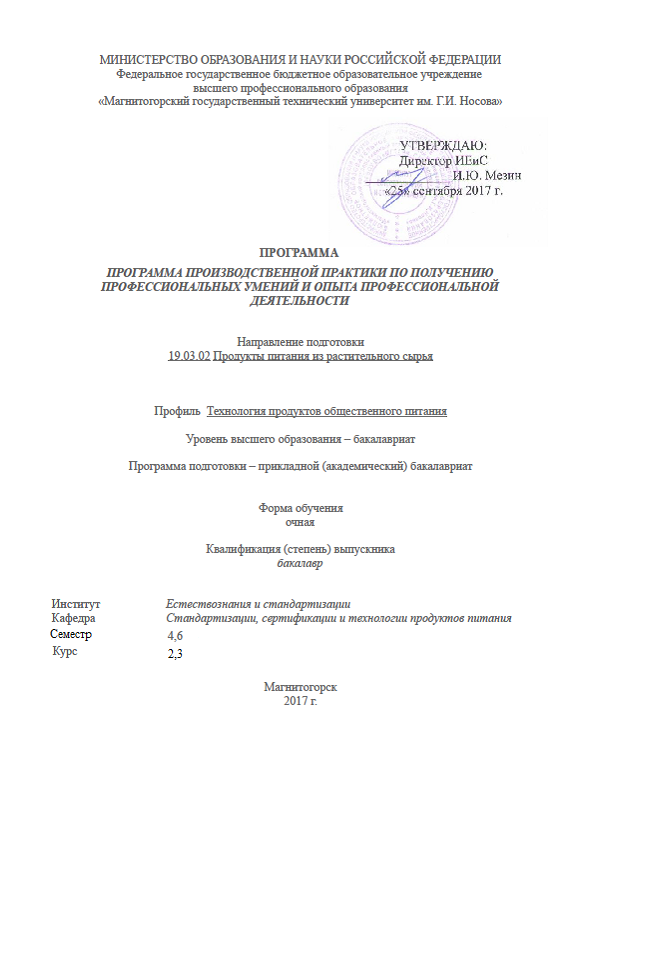 МИНИСТЕРСТВО ОБРАЗОВАНИЯ И НАУКИ РОССИЙСКОЙ ФЕДЕРАЦИИ
Федеральное государственное бюджетное образовательное учреждение
высшего профессионального образования
«Магнитогорский государственный технический университет им. Г.И. Носова»
УТВЕРЖДАЮ:
Директор ИЕиС
И.Ю. Мезин
«25» сентября 2017 г.
ПРОГРАММА
ПРОГРАММА ПРОИЗВОДСТВЕННОЙ ПРАКТИКИ ПО ПОЛУЧЕНИЮ
ПРОФЕССИОНАЛЬНЫХ УМЕНИЙ И ОПЫТА ПРОФЕССИОНАЛЬНОЙ
ДЕЯТЕЛЬНОСТИ
Направление подготовки
19.03.02 Продукты питания из растительного сырья
Профиль Технология продуктов общественного питания
Уровень высшего образования – бакалавриат
Программа подготовки – прикладной (академический) бакалавриат
Форма обучения
очная
Квалификация (степень) выпускника
бакалавр
Институт Естествознания и стандартизации
Кафедра Стандартизации, сертификации и технологии продуктов питания
Семестр 4,6
Курс 2,3
Магнитогорск
2017 г.